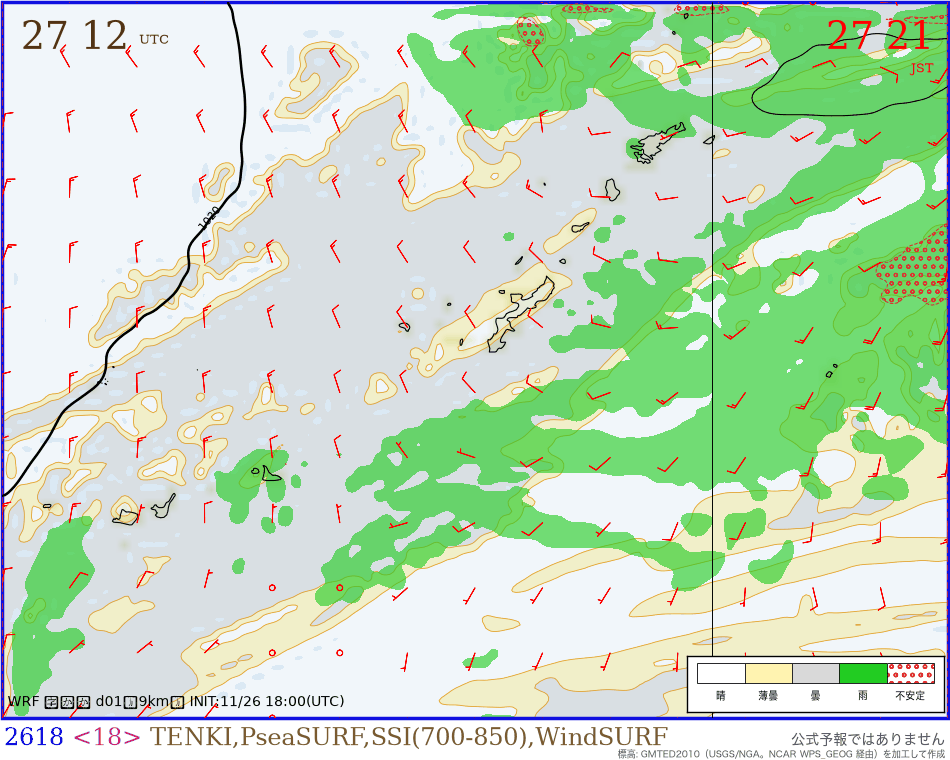 27 12 UTC
27 21
JST
1020
晴 薄曇 曇 雨 不安定
d01 9km INIT:11/26 18:00(UTC)
WRF
2618 <18> TENKI,PseaSURF,SSI(700-850),WindSURF
公式予報ではありません
標高: GMTED2010（USGS/NGA。NCAR WPS_GEOG 経由）を加工して作成